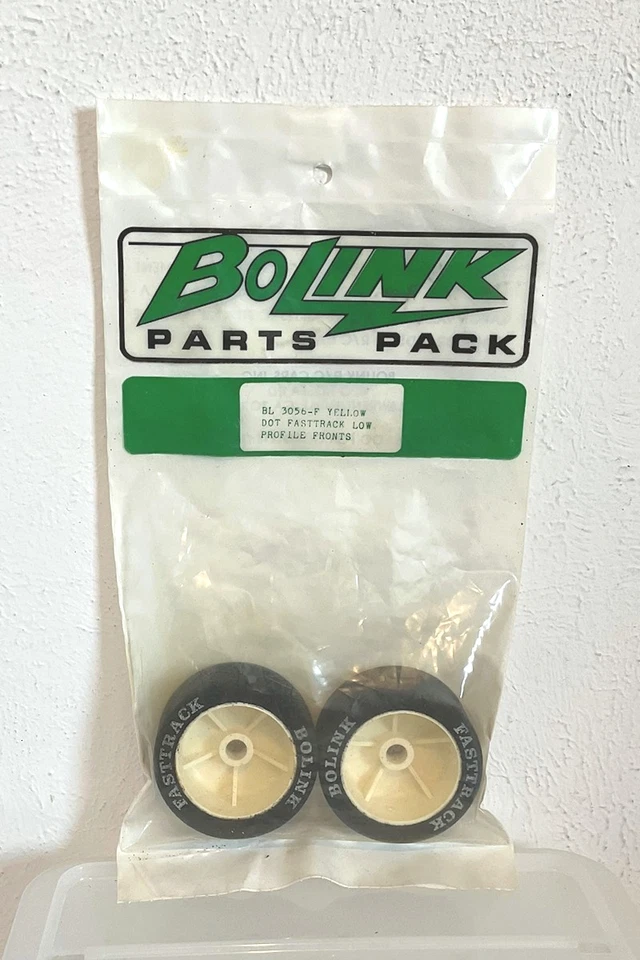 BOLINK
PARTS PACK
BL 3056-F YELLOW
DOT FASTTRACK LOW
PROFILE FRONTS
FASTTRACK
BOLINK
BOLINK
FASTTRACK